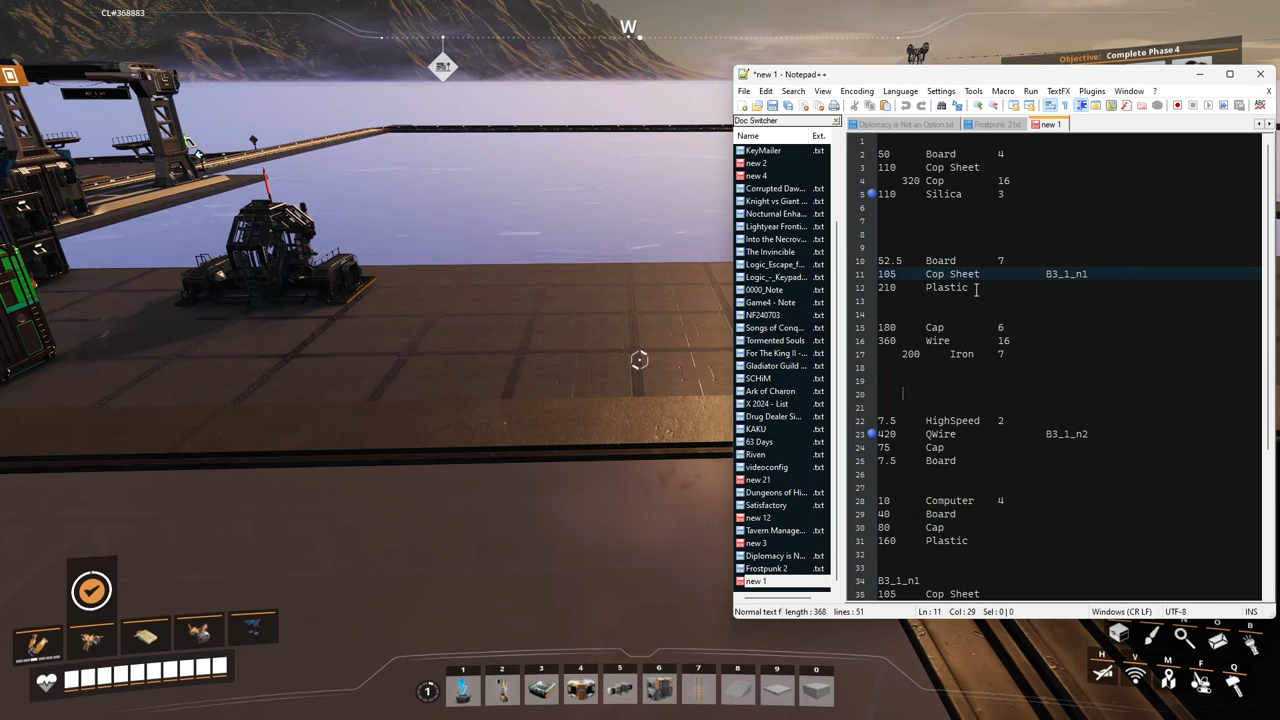 CL#368883
W
Objective: Complete Phase 4
*new 1 - Notepad++
File Edit Search View Encoding Language Settings Tools Macro Run TextFX Plugins Window ? X
Doc Switcher
Diplomacy is Not an Option.txt Frostpunk 2.txt new 1
Name Ext.
KeyMailer .txt
new 2
new 4
Corrupted Daw... .txt
Knight vs Giant ... .txt
Nocturnal Enha... .txt
Lightyear Fronti... .txt
Into the Necrov... .txt
The Invincible .txt
Logic_Escape_f... .txt
Logic_-_Keypad... .txt
0000_Note .txt
Game4 - Note .txt
NF240703 .txt
Songs of Conq... .txt
Tormented Souls .txt
For The King II -... .txt
Gladiator Guild ... .txt
SCHiM .txt
Ark of Charon .txt
X 2024 - List .txt
Drug Dealer Si... .txt
KAKU .txt
63 Days .txt
Riven .txt
videoconfig .txt
new 21
Dungeons of Hi... .txt
Satisfactory .txt
new 12
Tavern Manage... .txt
new 3
Diplomacy is N... .txt
Frostpunk 2 .txt
new 1
1
2 50 Board 4
3 110 Cop Sheet
4 320 Cop 16
5 110 Silica 3
6
7
8
9
10 52.5 Board 7
11 105 Cop Sheet B3_1_n1
12 210 Plastic
13
14
15 180 Cap 6
16 360 Wire 16
17 200 Iron 7
18
19
20
21
22 7.5 HighSpeed 2
23 420 QWire B3_1_n2
24 75 Cap
25 7.5 Board
26
27
28 10 Computer 4
29 40 Board
30 80 Cap
31 160 Plastic
32
33
34 B3_1_n1
35 105 Cop Sheet
Normal text f length : 368 lines : 51 Ln : 11 Col : 29 Sel : 0 | 0 Windows (CR LF) UTF-8 INS
1 2 3 4 5 6 7 8 9 0
1
N O I B
H V M F Q